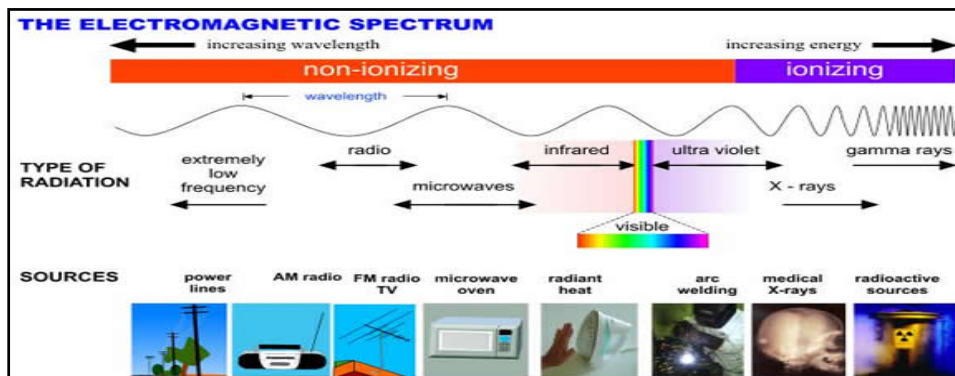 THE ELECTROMAGNETIC SPECTRUM
increasing wavelength
increasing energy
non-ionizing
ionizing
wavelength
TYPE OF
RADIATION
extremely
low
frequency
radio
microwaves
infrared
visible
ultra violet
X - rays
gamma rays
SOURCES
power
lines
AM radio
FM radio
TV
microwave
oven
radiant
heat
arc
welding
medical
X-rays
radioactive
sources